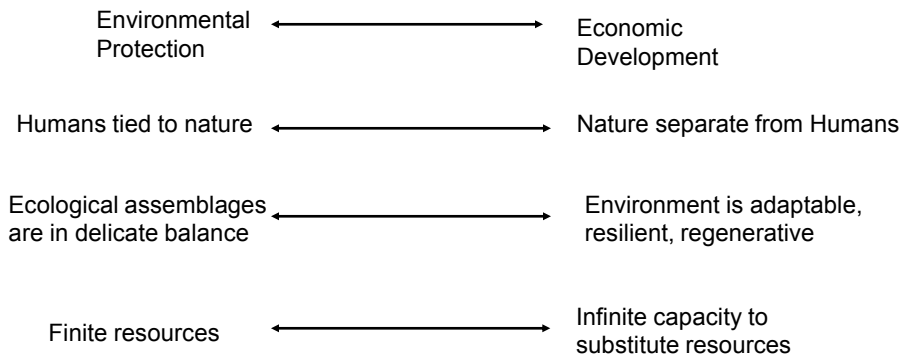 Environmental
Protection
Economic
Development
Humans tied to nature
Nature separate from Humans
Ecological assemblages
are in delicate balance
Environment is adaptable,
resilient, regenerative
Finite resources
Infinite capacity to
substitute resources